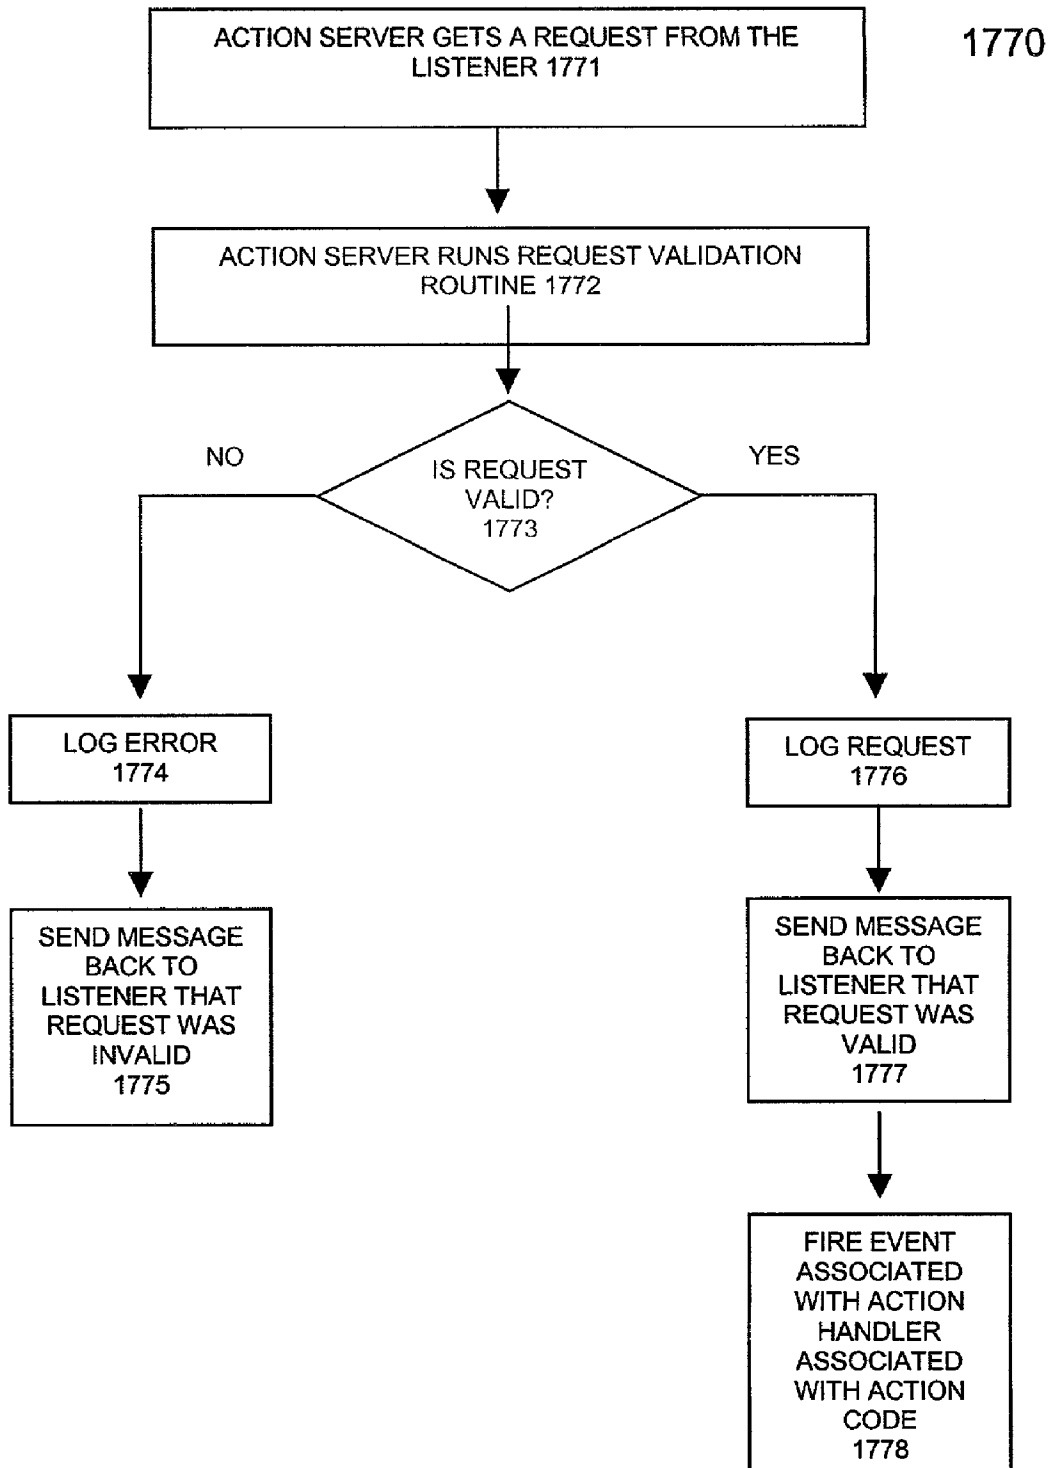 ACTION SERVER GETS A REQUEST FROM THE
LISTENER 1771
1770
ACTION SERVER RUNS REQUEST VALIDATION
ROUTINE 1772
NO
YES
IS REQUEST
VALID?
1773
LOG ERROR
1774
LOG REQUEST
1776
SEND MESSAGE
BACK TO
LISTENER THAT
REQUEST WAS
INVALID
1775
SEND MESSAGE
BACK TO
LISTENER THAT
REQUEST WAS
VALID
1777
FIRE EVENT
ASSOCIATED
WITH ACTION
HANDLER
ASSOCIATED
WITH ACTION
CODE
1778